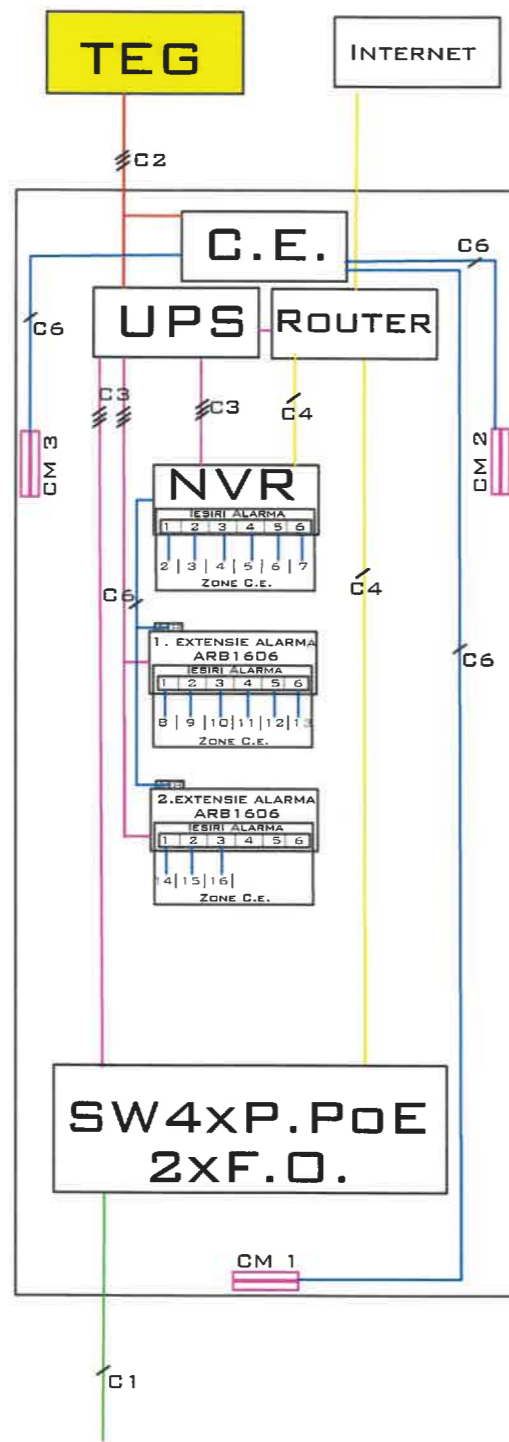 TEG
INTERNET
C2
C.E.
C6
C6
UPS
ROUTER
C3
C3
C4
CM 3
CM 2
NVR
IESIRI ALARMA
1 2 3 4 5 6
2 | 3 | 4 | 5 | 6 | 7
ZONE C.E.
C6
C4
1. EXTENSIE ALARMA
ARB1606
IESIRI ALARMA
1 2 3 4 5 6
8 | 9 | 10 | 11 | 12 | 13
ZONE C.E.
C6
2.EXTENSIE ALARMA
ARB1606
IESIRI ALARMA
1 2 3 4 5 6
14 | 15 | 16 |
ZONE C.E.
SW4xP.PoE
2xF.O.
CM 1
C1